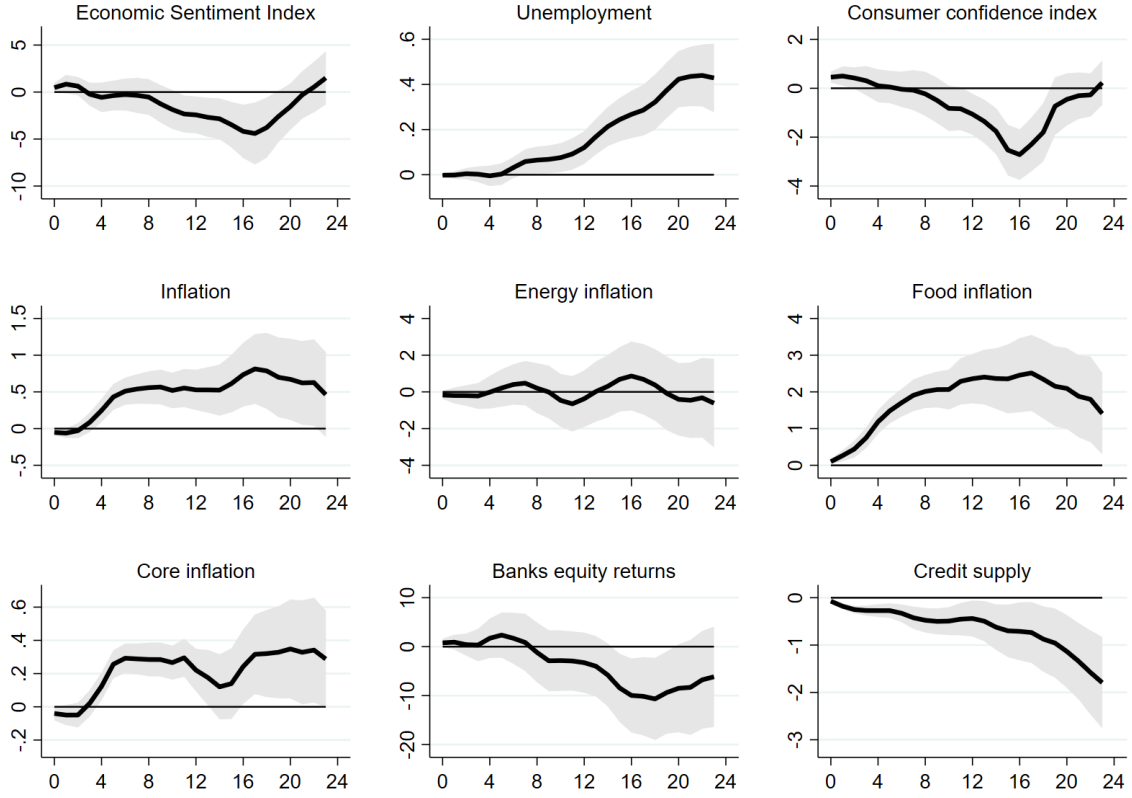 Economic Sentiment Index
5
0
-5
-10
0 4 8 12 16 20 24
Unemployment
.6
.4
.2
0
0 4 8 12 16 20 24
Consumer confidence index
2
0
-2
-4
0 4 8 12 16 20 24
Inflation
1.5
1
.5
0
-.5
0 4 8 12 16 20 24
Energy inflation
4
2
0
-2
-4
0 4 8 12 16 20 24
Food inflation
4
3
2
1
0
0 4 8 12 16 20 24
Core inflation
.6
.4
.2
0
-.2
0 4 8 12 16 20 24
Banks equity returns
10
0
-10
-20
0 4 8 12 16 20 24
Credit supply
0
-1
-2
-3
0 4 8 12 16 20 24